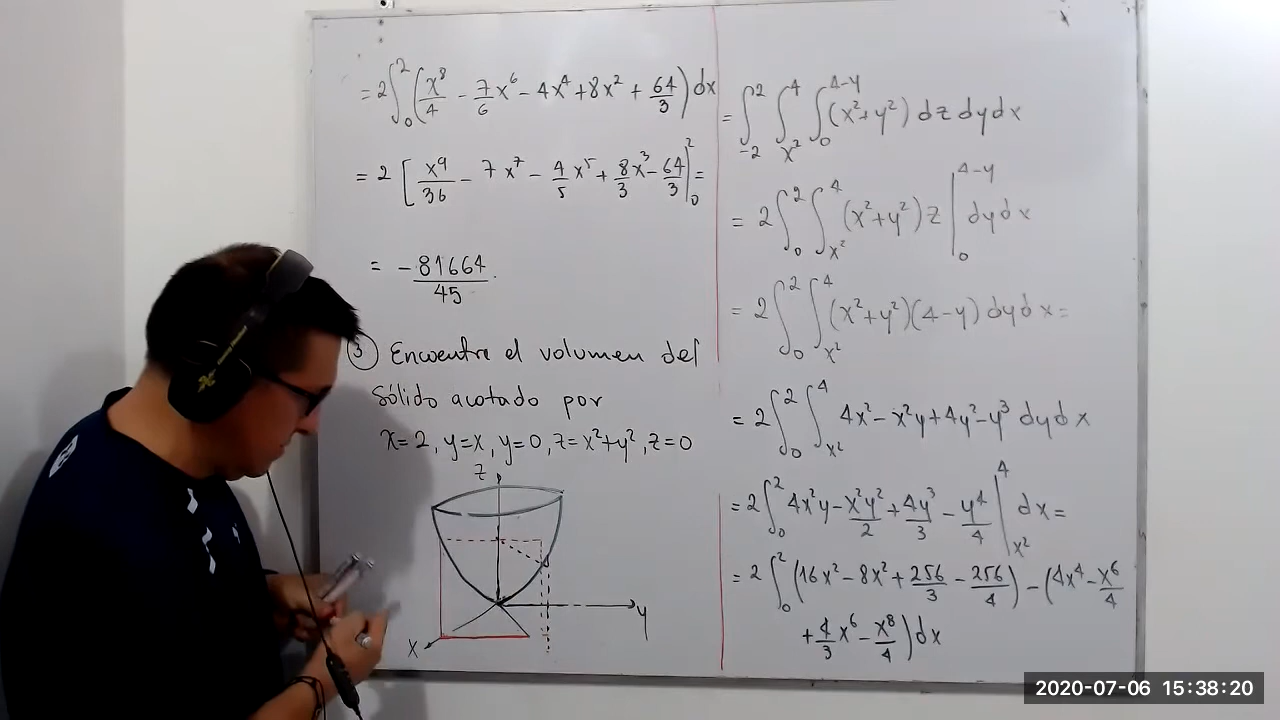 = 2 ∫₀² (x⁸/4 - 7/6 x⁶ - 4x⁴ + 8x² + 64/3) dx
= 2 [x⁹/36 - 7x⁷ - 4/5 x⁵ + 8/3 x³ - 64/3]₀² =
= - 81664/45.
③ Encuentre el volumen del
sólido acotado por
x=2, y=x, y=0, z=x²+y², z=0
z
y
x
= ∫₋₂² ∫ₓ²⁴ ∫₀⁴⁻ʸ (x²+y²) dz dy dx
= 2 ∫₀² ∫ₓ²⁴ (x²+y²) z |₀⁴⁻ʸ dy dx
= 2 ∫₀² ∫ₓ²⁴ (x²+y²)(4-y) dy dx =
= 2 ∫₀² ∫ₓ²⁴ 4x² - x²y + 4y² - y³ dy dx
= 2 ∫₀² 4x²y - x²y²/2 + 4y³/3 - y⁴/4 |ₓ²⁴ dx =
= 2 ∫₀² (16x² - 8x² + 256/3 - 256/4) - (4x⁴ - x⁶/4
+ 4/3 x⁶ - x⁸/4) dx
2020-07-06 15:38:20